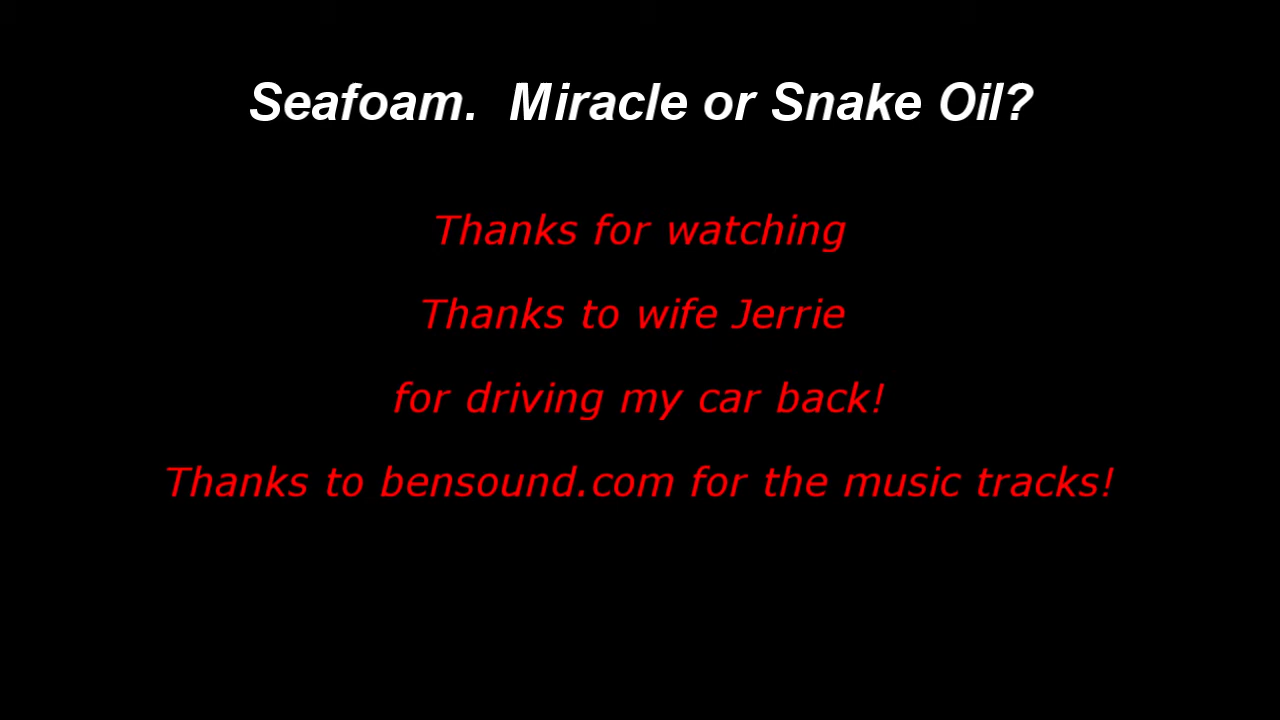 Seafoam.  Miracle or Snake Oil?
Thanks for watching
Thanks to wife Jerrie
for driving my car back!
Thanks to bensound.com for the music tracks!